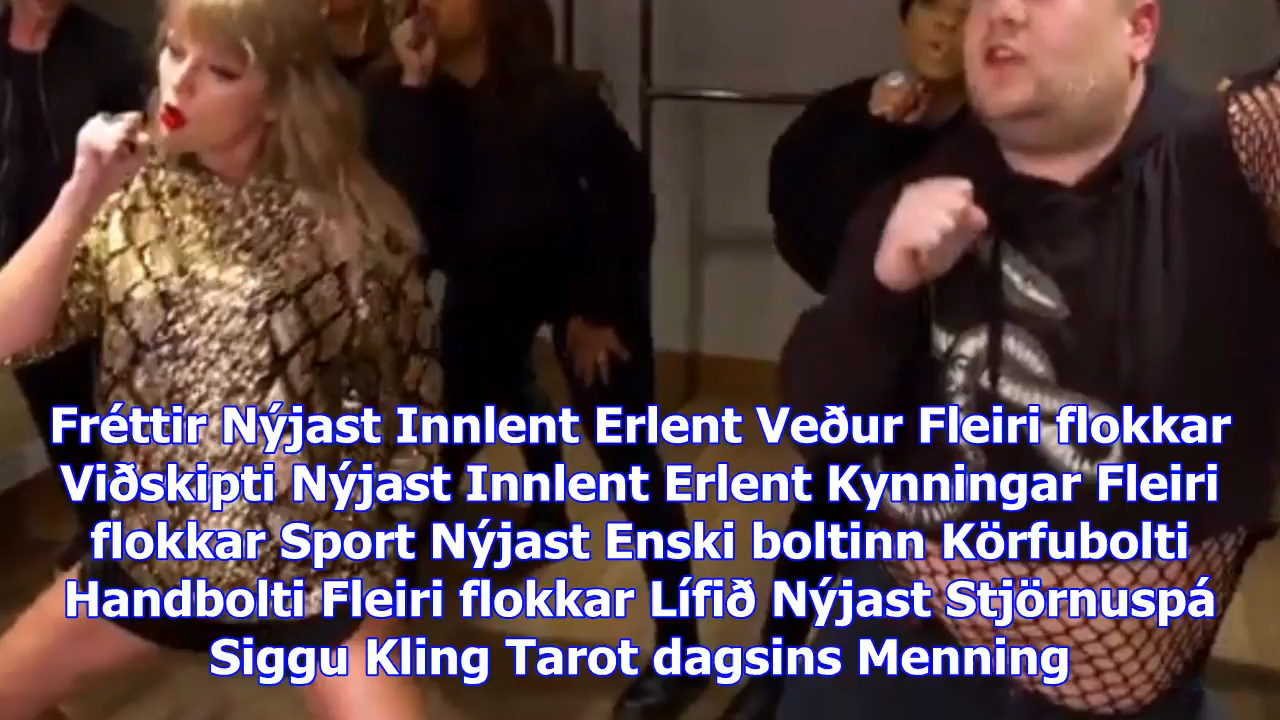 Fréttir Nýjast Innlent Erlent Veður Fleiri flokkar
Viðskipti Nýjast Innlent Erlent Kynningar Fleiri
flokkar Sport Nýjast Enski boltinn Körfubolti
Handbolti Fleiri flokkar Lífið Nýjast Stjörnuspá
Siggu Kling Tarot dagsins Menning